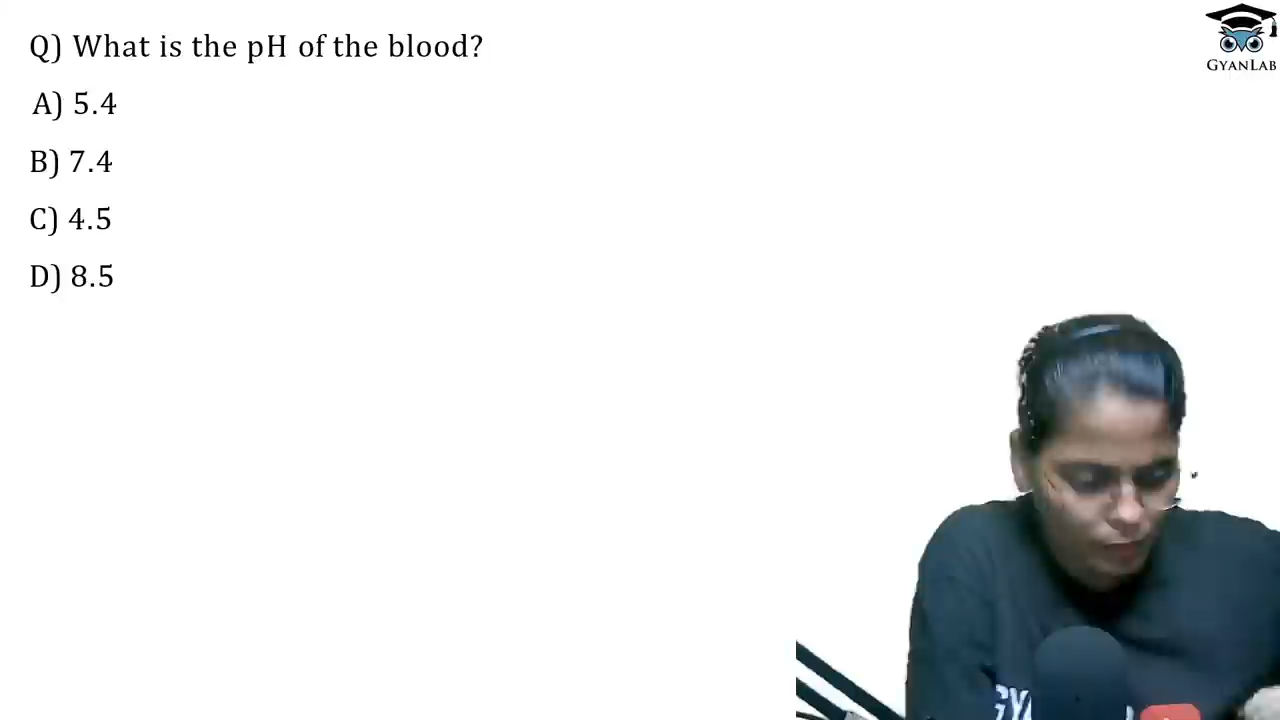 Q) What is the pH of the blood?
A) 5.4
B) 7.4
C) 4.5
D) 8.5
GYANLAB